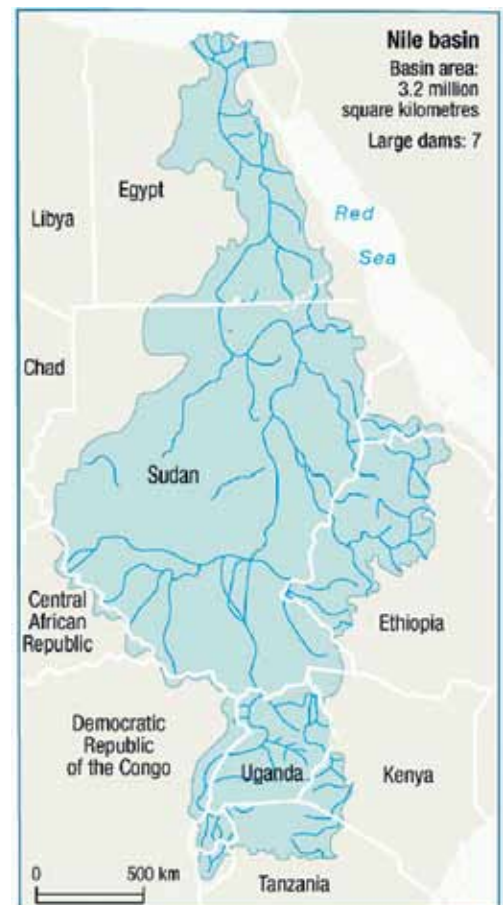 Nile basin
Basin area:
3.2 million
square kilometres
Large dams: 7
Egypt
Libya
Red
Sea
Chad
Sudan
Central
African
Republic
Ethiopia
Democratic
Republic
of the Congo
Uganda
Kenya
0 500 km
Tanzania